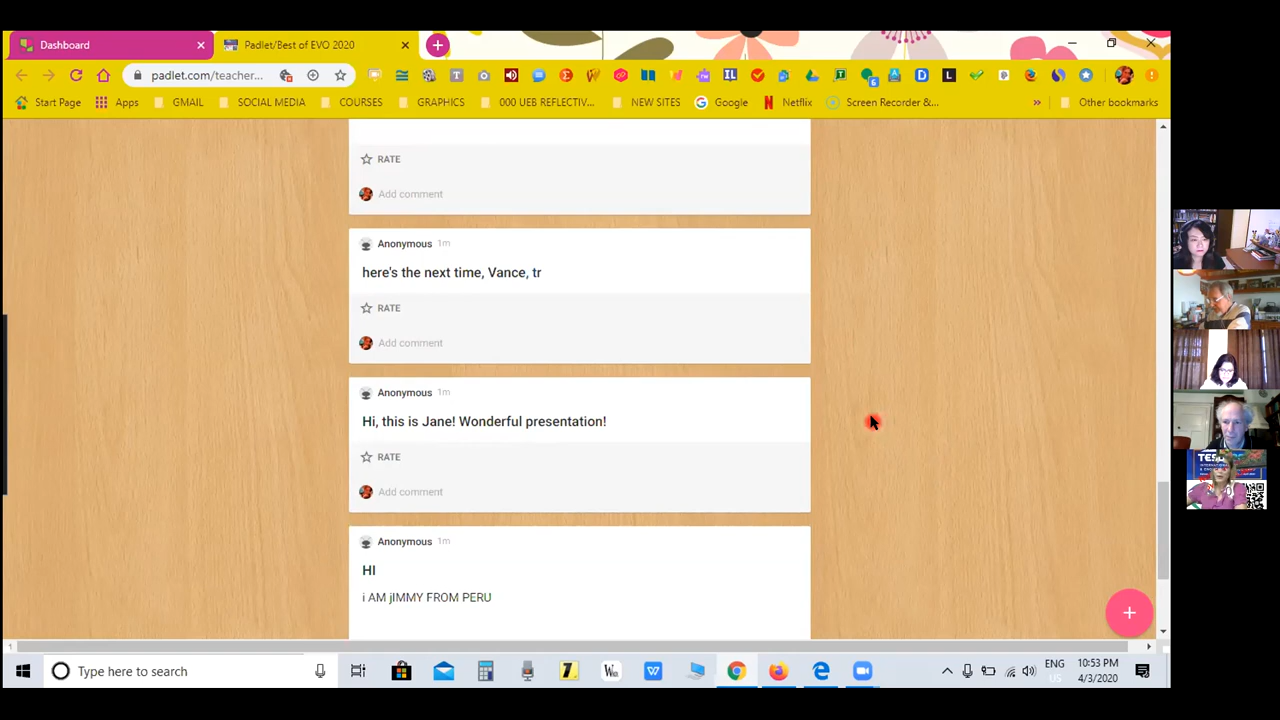 Dashboard
Padlet/Best of EVO 2020
padlet.com/teacher...
Start Page
Apps
GMAIL
SOCIAL MEDIA
COURSES
GRAPHICS
000 UEB REFLECTIV...
NEW SITES
Google
Netflix
Screen Recorder &...
»
Other bookmarks
RATE
Add comment
Anonymous 1m
here's the next time, Vance, tr
RATE
Add comment
Anonymous 1m
Hi, this is Jane! Wonderful presentation!
RATE
Add comment
Anonymous 1m
HI
i AM jIMMY FROM PERU
1
Type here to search
ENG
US
10:53 PM
4/3/2020